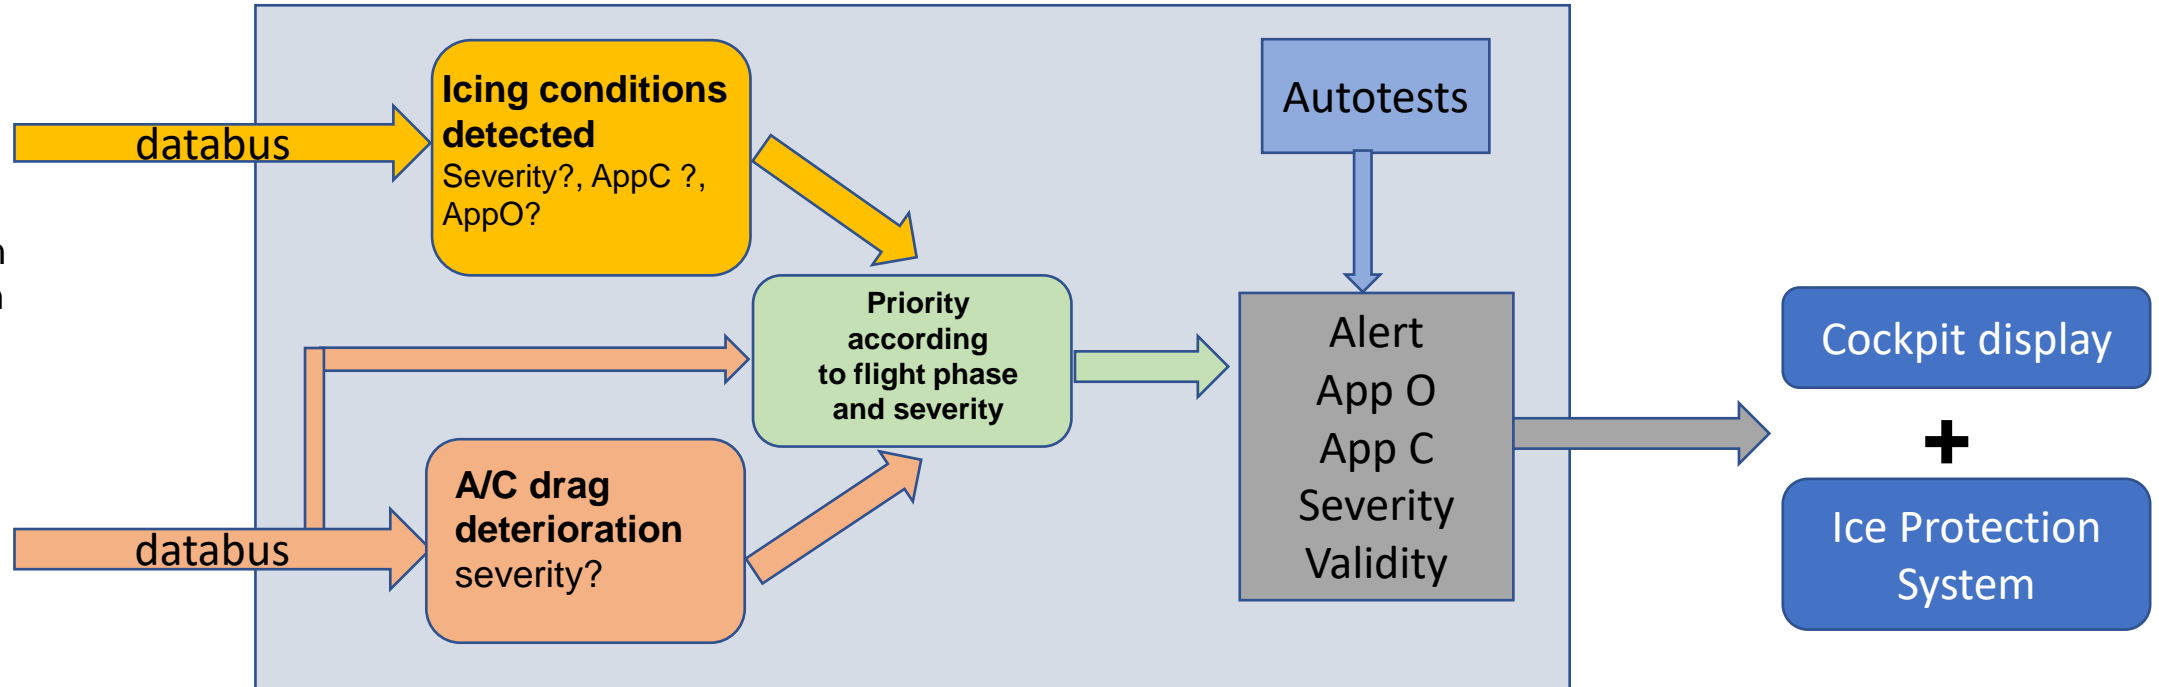 databus
Icing conditions
detected
Severity?, AppC ?,
AppO?
Autotests
Priority
according
to flight phase
and severity
databus
A/C drag
deterioration
severity?
Alert
App O
App C
Severity
Validity
Cockpit display
+
Ice Protection
System